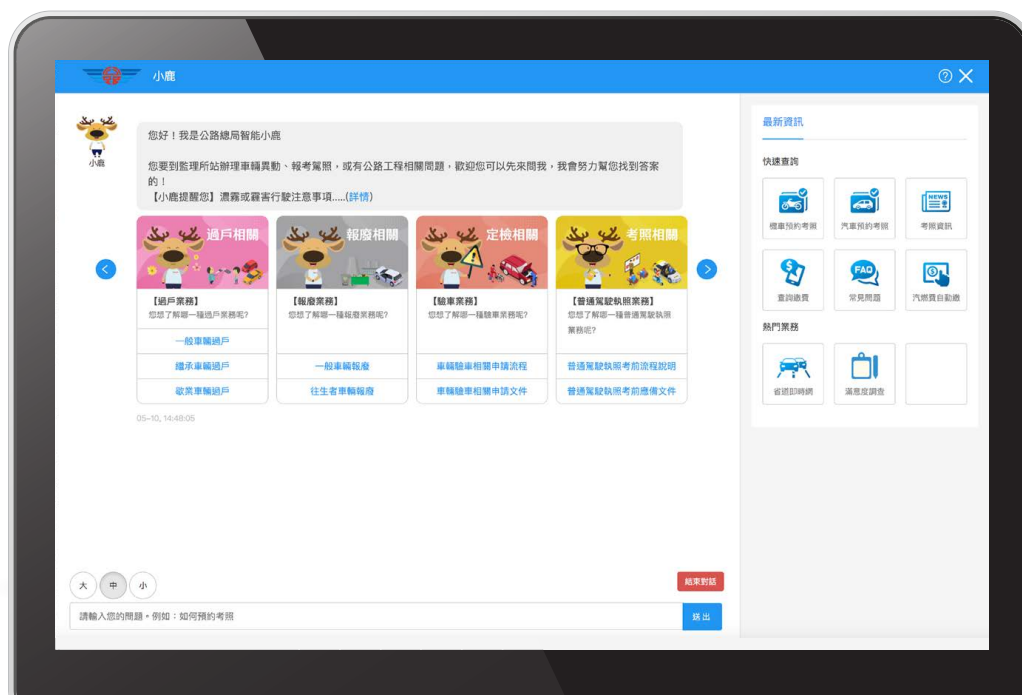 小鹿
最新資訊
小鹿
您好！我是公路總局智能小鹿
您要到監理所站辦理車輛異動、報考駕照，或有公路工程相關問題，歡迎您可以先來問我，我會努力幫您找到答案
的！
【小鹿提醒您】濃霧或霾害行駛注意事項.....(詳情)
過戶相關
【過戶業務】
您想了解哪一種過戶業務呢?
一般車輛過戶
繼承車輛過戶
歇業車輛過戶
報廢相關
【報廢業務】
您想了解哪一種報廢業務呢?
一般車輛報廢
往生者車輛報廢
定檢相關
【驗車業務】
您想了解哪一種驗車業務呢?
車輛驗車相關申請流程
車輛驗車相關申請文件
考照相關
【普通駕駛執照業務】
您想了解哪一種普通駕駛執照
業務呢?
普通駕駛執照考前流程說明
普通駕駛執照考前應備文件
05-10, 14:48:05
快速查詢
機車預約考照
汽車預約考照
NEWS
考照資訊
查詢繳費
FAQ
常見問題
汽燃費自動繳
熱門業務
省道即時網
滿意度調查
大
中
小
結束對話
請輸入您的問題。例如：如何預約考照
送出